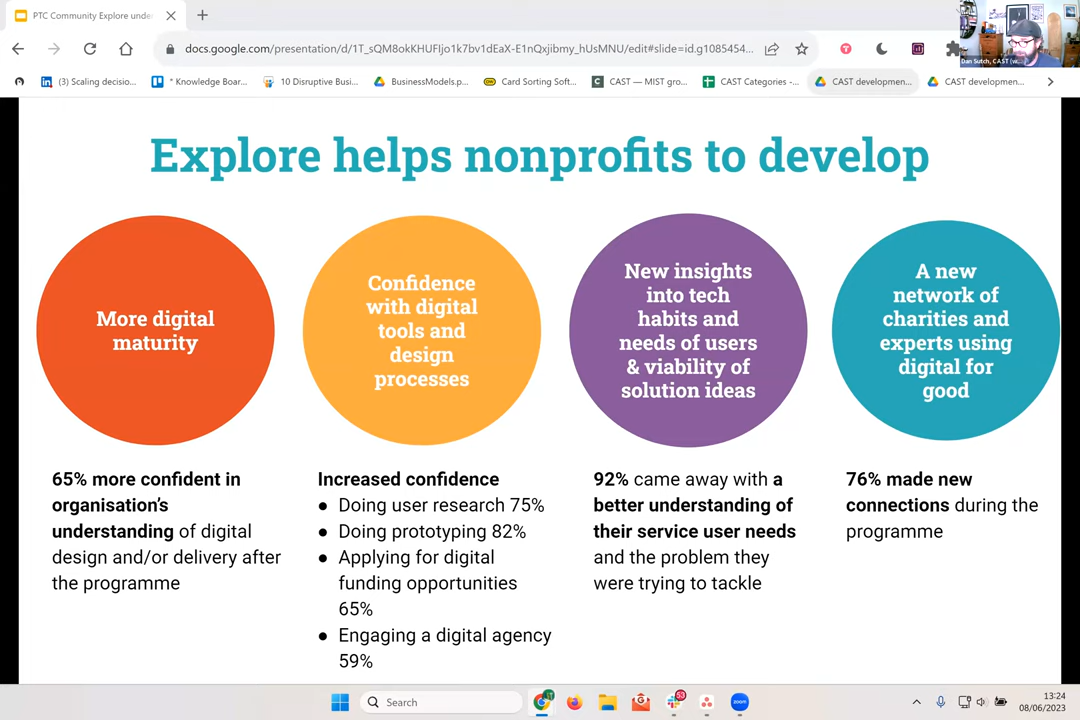 PTC Community Explore unde
docs.google.com/presentation/d/1T_sQM8okKHUFIjo1k7bv1dEaX-E1nQxjibmy_hUsMNU/edit#slide=id.g1085454...
Dan Sutch, CAST
(3) Scaling decisio...
* Knowledge Boar...
10 Disruptive Busi...
BusinessModels.p...
Card Sorting Soft...
CAST — MIST gro...
CAST Categories -...
CAST developmen...
CAST developmen...
Explore helps nonprofits to develop
More digital
maturity
65% more confident in
organisation's
understanding of digital
design and/or delivery after
the programme
Confidence
with digital
tools and
design
processes
Increased confidence
● Doing user research 75%
● Doing prototyping 82%
● Applying for digital
funding opportunities
65%
● Engaging a digital agency
59%
New insights
into tech
habits and
needs of users
& viability of
solution ideas
92% came away with a
better understanding of
their service user needs
and the problem they
were trying to tackle
A new
network of
charities and
experts using
digital for
good
76% made new
connections during the
programme
Search
53
zoom
13:24
08/06/2023